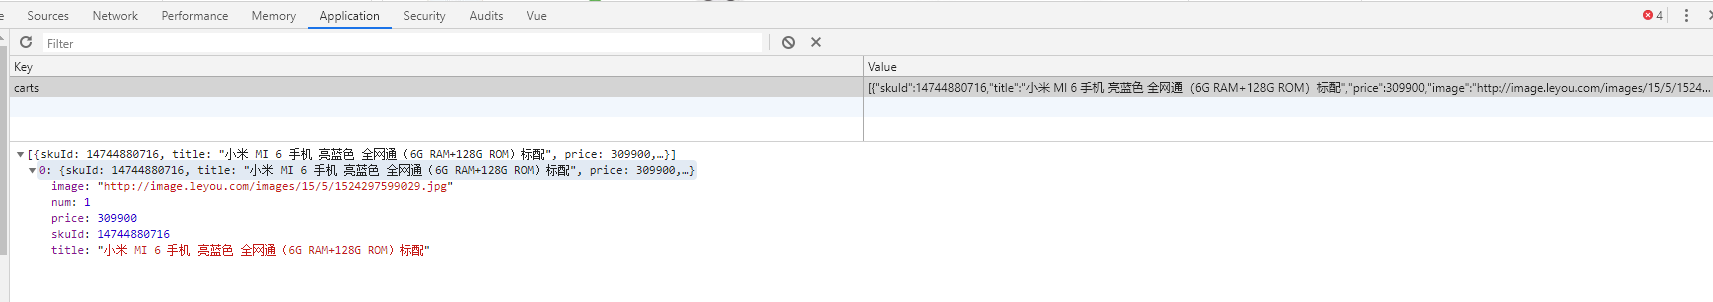 Sources Network Performance Memory Application Security Audits Vue 4
Filter
Key Value
carts [{"skuId":14744880716,"title":"小米 MI 6 手机 亮蓝色 全网通（6G RAM+128G ROM）标配","price":309900,"image":"http://image.leyou.com/images/15/5/1524...
[{skuId: 14744880716, title: "小米 MI 6 手机 亮蓝色 全网通（6G RAM+128G ROM）标配", price: 309900,…}]
0: {skuId: 14744880716, title: "小米 MI 6 手机 亮蓝色 全网通（6G RAM+128G ROM）标配", price: 309900,…}
image: "http://image.leyou.com/images/15/5/1524297599029.jpg"
num: 1
price: 309900
skuId: 14744880716
title: "小米 MI 6 手机 亮蓝色 全网通（6G RAM+128G ROM）标配"